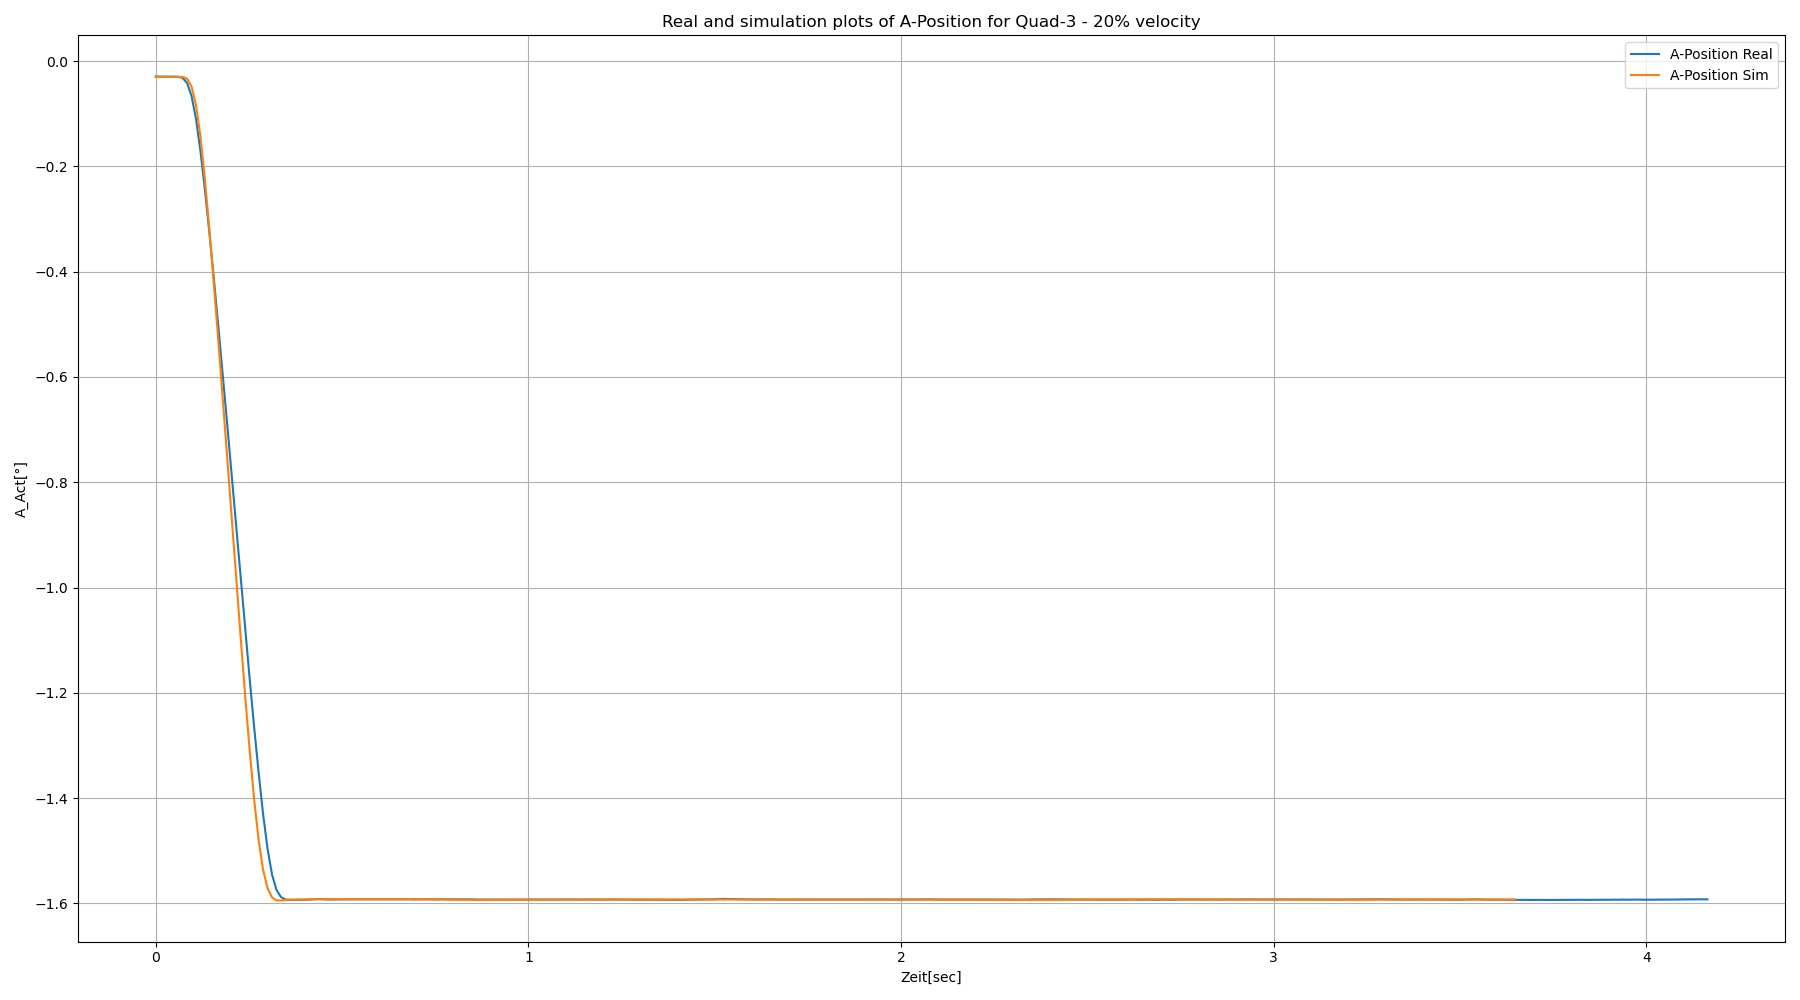 Real and simulation plots of A-Position for Quad-3 - 20% velocity
A-Position Real
A-Position Sim
0.0
−0.2
−0.4
−0.6
−0.8
−1.0
−1.2
−1.4
−1.6
A_Act[°]
0 1 2 3 4
Zeit[sec]